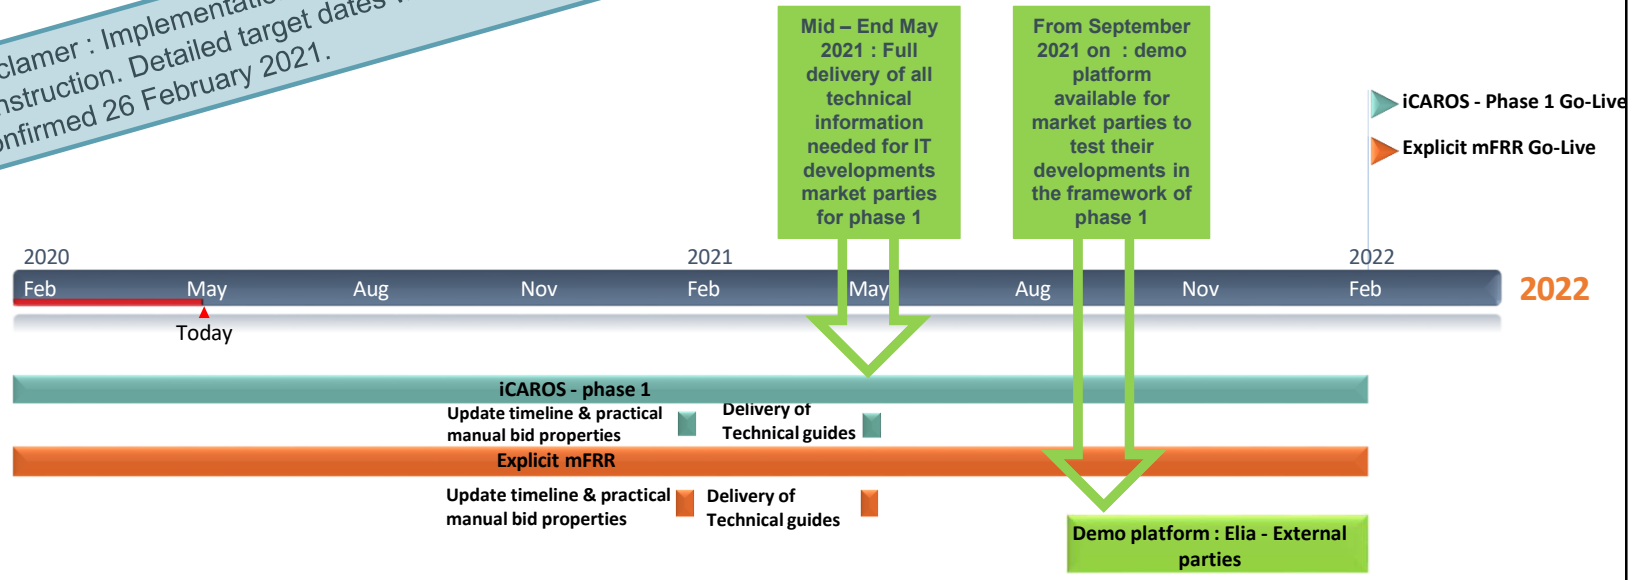 clamer : Implementatio
nstruction. Detailed target dates
onfirmed 26 February 2021.
Mid – End May
2021 : Full
delivery of all
technical
information
needed for IT
developments
market parties
for phase 1
From September
2021 on : demo
platform
available for
market parties to
test their
developments in
the framework of
phase 1
iCAROS - Phase 1 Go-Live
Explicit mFRR Go-Live
2020 2021 2022
Feb May Aug Nov Feb May Aug Nov Feb 2022
Today
iCAROS - phase 1
Update timeline & practical
manual bid properties
Delivery of
Technical guides
Explicit mFRR
Update timeline & practical
manual bid properties
Delivery of
Technical guides
Demo platform : Elia - External
parties